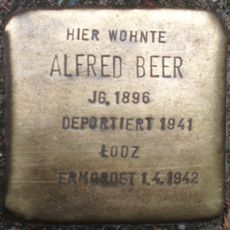 HIER WOHNTE
ALFRED BEER
JG. 1896
DEPORTIERT 1941
ŁODZ
ERMORDET 1.4.1942